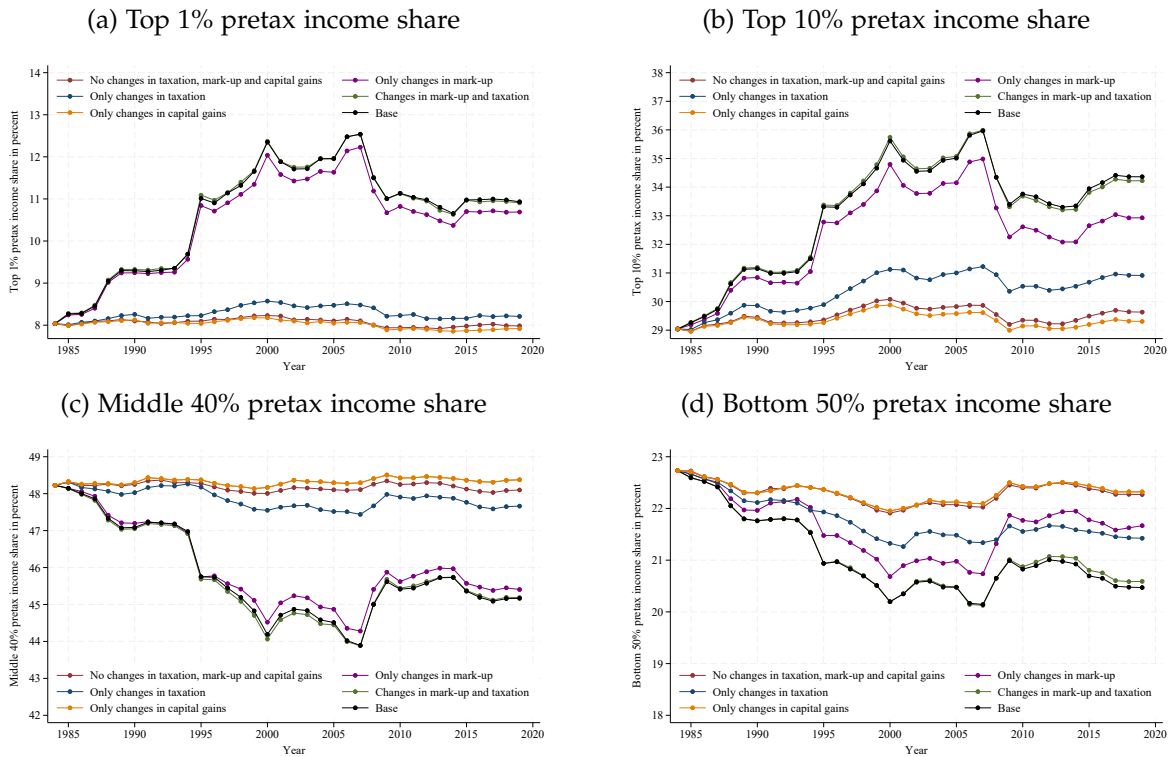 (a) Top 1% pretax income share
Top 1% pretax income share in percent
14
13
12
11
10
9
8
No changes in taxation, mark-up and capital gains
Only changes in taxation
Only changes in capital gains
Only changes in mark-up
Changes in mark-up and taxation
Base
1985 1990 1995 2000 2005 2010 2015 2020
Year
(b) Top 10% pretax income share
Top 10% pretax income share in percent
38
37
36
35
34
33
32
31
30
29
No changes in taxation, mark-up and capital gains
Only changes in taxation
Only changes in capital gains
Only changes in mark-up
Changes in mark-up and taxation
Base
1985 1990 1995 2000 2005 2010 2015 2020
Year
(c) Middle 40% pretax income share
Middle 40% pretax income share in percent
49
48
47
46
45
44
43
42
No changes in taxation, mark-up and capital gains
Only changes in taxation
Only changes in capital gains
Only changes in mark-up
Changes in mark-up and taxation
Base
1985 1990 1995 2000 2005 2010 2015 2020
Year
(d) Bottom 50% pretax income share
Bottom 50% pretax income share in percent
23
22
21
20
19
18
No changes in taxation, mark-up and capital gains
Only changes in taxation
Only changes in capital gains
Only changes in mark-up
Changes in mark-up and taxation
Base
1985 1990 1995 2000 2005 2010 2015 2020
Year